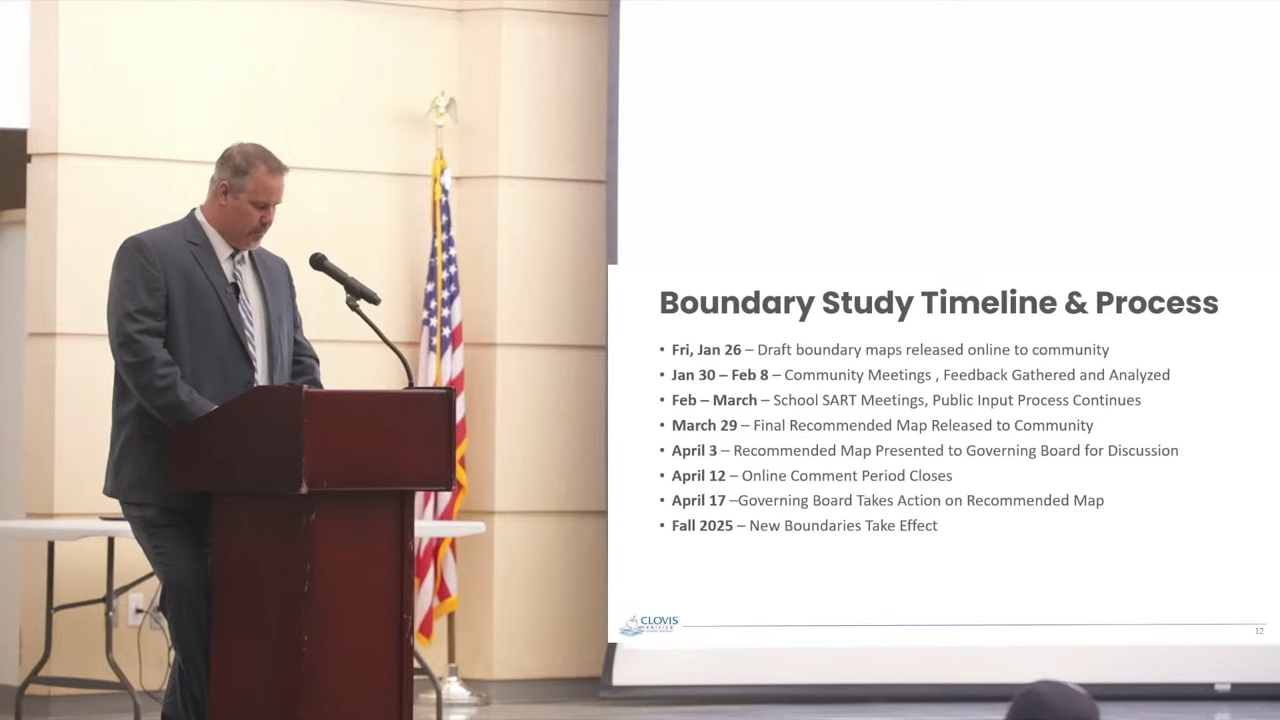 Boundary Study Timeline & Process
• Fri, Jan 26 – Draft boundary maps released online to community
• Jan 30 – Feb 8 – Community Meetings , Feedback Gathered and Analyzed
• Feb – March – School SART Meetings, Public Input Process Continues
• March 29 – Final Recommended Map Released to Community
• April 3 – Recommended Map Presented to Governing Board for Discussion
• April 12 – Online Comment Period Closes
• April 17 –Governing Board Takes Action on Recommended Map
• Fall 2025 – New Boundaries Take Effect
CLOVIS
UNIFIED
12